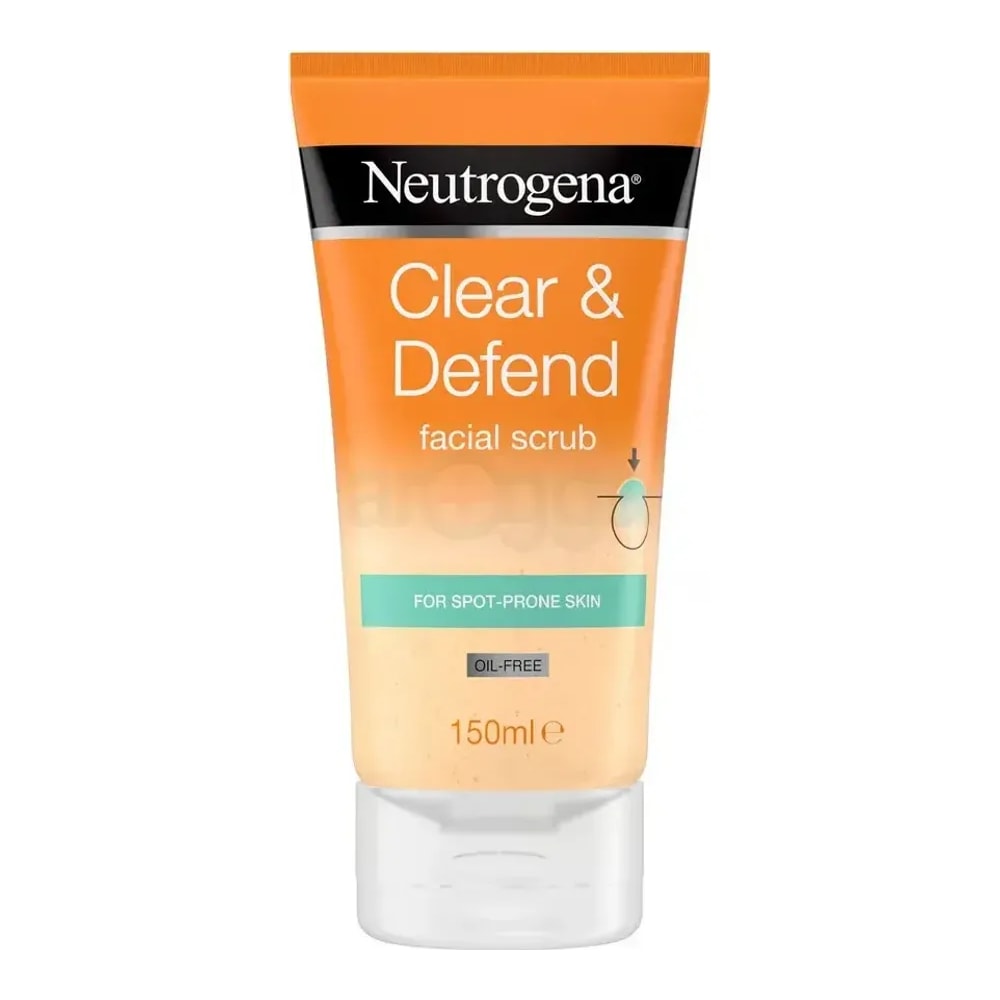 Neutrogena®
Clear &
Defend
facial scrub
FOR SPOT-PRONE SKIN
OIL-FREE
150ml ℮